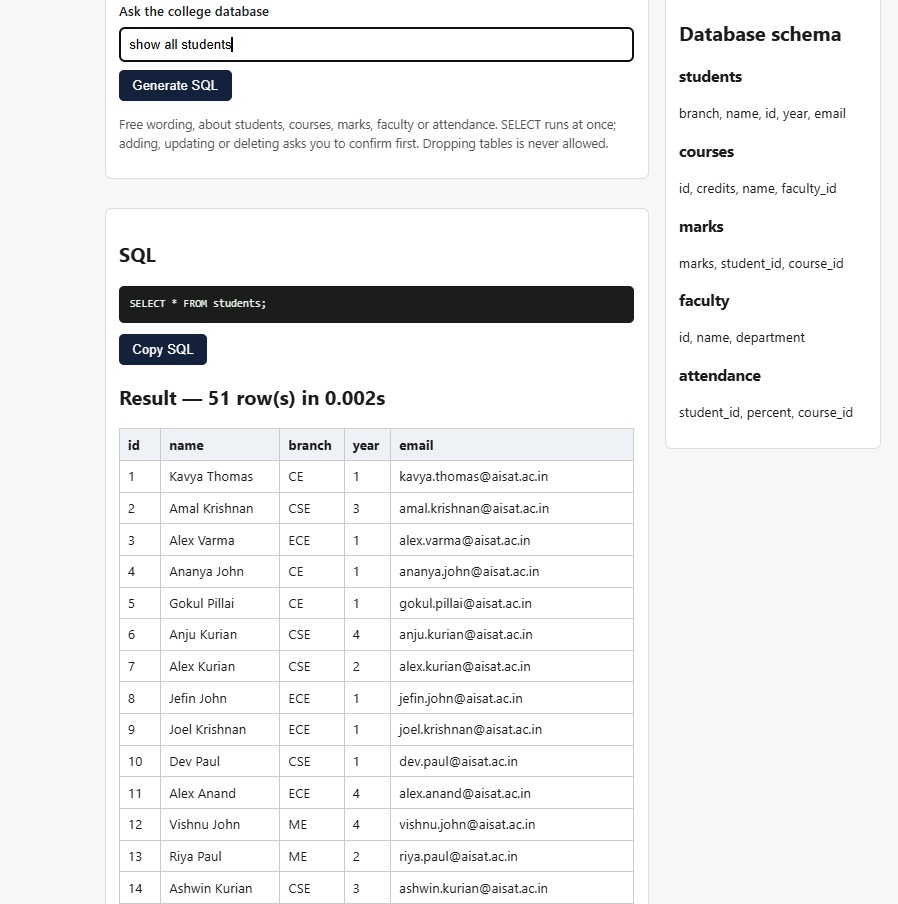 Ask the college database
show all students
Generate SQL
Free wording, about students, courses, marks, faculty or attendance. SELECT runs at once;
adding, updating or deleting asks you to confirm first. Dropping tables is never allowed.
SQL
SELECT * FROM students;
Copy SQL
Result — 51 row(s) in 0.002s
id name branch year email
1 Kavya Thomas CE 1 kavya.thomas@aisat.ac.in
2 Amal Krishnan CSE 3 amal.krishnan@aisat.ac.in
3 Alex Varma ECE 1 alex.varma@aisat.ac.in
4 Ananya John CE 1 ananya.john@aisat.ac.in
5 Gokul Pillai CE 1 gokul.pillai@aisat.ac.in
6 Anju Kurian CSE 4 anju.kurian@aisat.ac.in
7 Alex Kurian CSE 2 alex.kurian@aisat.ac.in
8 Jefin John ECE 1 jefin.john@aisat.ac.in
9 Joel Krishnan ECE 1 joel.krishnan@aisat.ac.in
10 Dev Paul CSE 1 dev.paul@aisat.ac.in
11 Alex Anand ECE 4 alex.anand@aisat.ac.in
12 Vishnu John ME 4 vishnu.john@aisat.ac.in
13 Riya Paul ME 2 riya.paul@aisat.ac.in
14 Ashwin Kurian CSE 3 ashwin.kurian@aisat.ac.in
Database schema
students
branch, name, id, year, email
courses
id, credits, name, faculty_id
marks
marks, student_id, course_id
faculty
id, name, department
attendance
student_id, percent, course_id